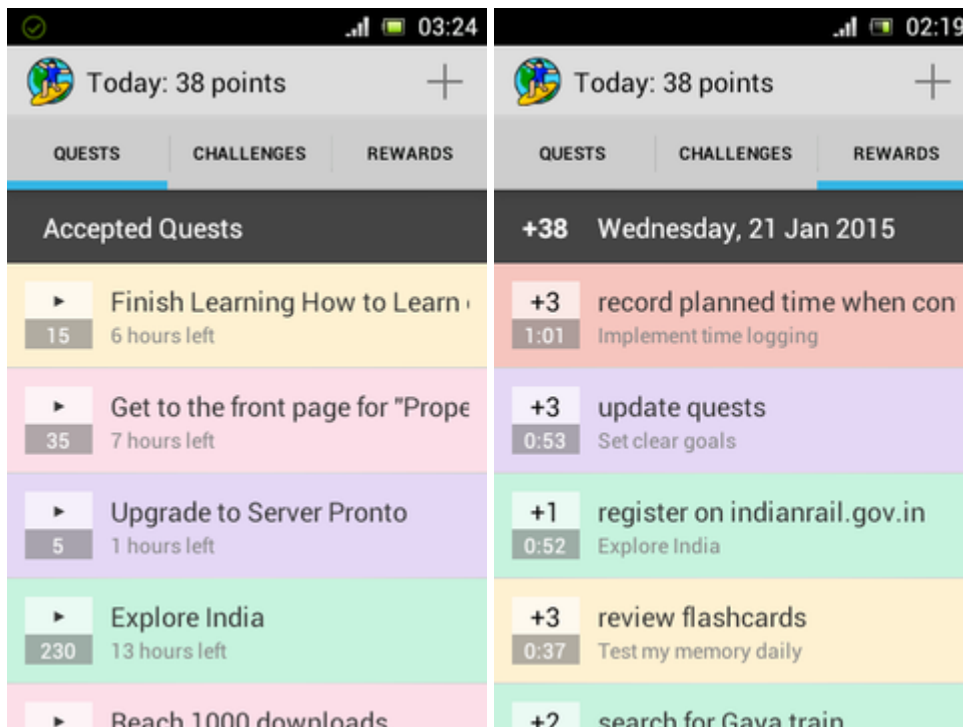 03:24
Today: 38 points
QUESTS CHALLENGES REWARDS
Accepted Quests
Finish Learning How to Learn
15 6 hours left
Get to the front page for "Prope
35 7 hours left
Upgrade to Server Pronto
5 1 hours left
Explore India
230 13 hours left
Reach 1000 downloads
02:19
Today: 38 points
QUESTS CHALLENGES REWARDS
+38 Wednesday, 21 Jan 2015
+3 record planned time when con
1:01 Implement time logging
+3 update quests
0:53 Set clear goals
+1 register on indianrail.gov.in
0:52 Explore India
+3 review flashcards
0:37 Test my memory daily
+2 search for Gaya train